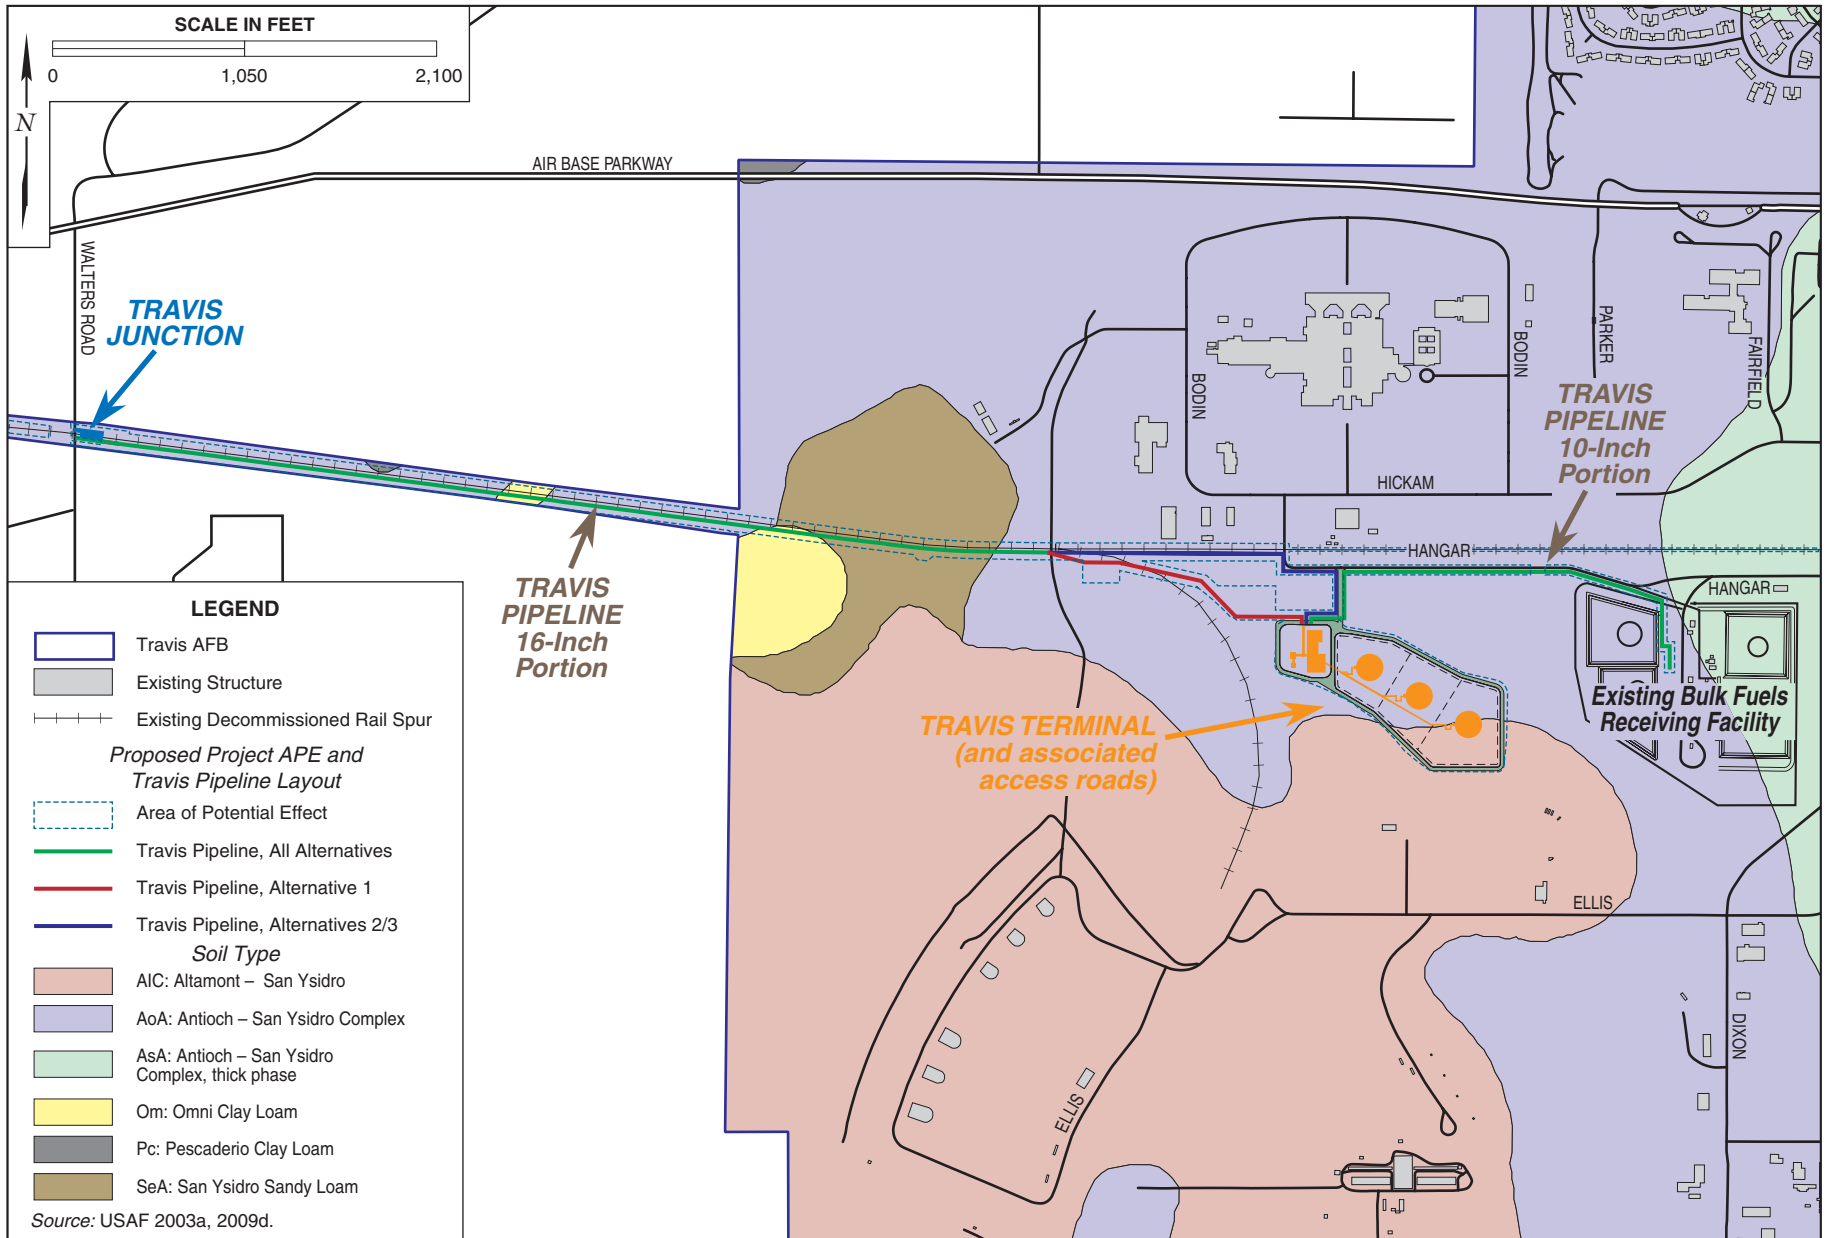 SCALE IN FEET
0 1,050 2,100
N
AIR BASE PARKWAY
WALTERS ROAD
TRAVIS
JUNCTION
BODIN
BODIN
PARKER
FAIRFIELD
TRAVIS
PIPELINE
10-Inch
Portion
HICKAM
HANGAR
HANGAR
TRAVIS
PIPELINE
16-Inch
Portion
TRAVIS TERMINAL
(and associated
access roads)
Existing Bulk Fuels
Receiving Facility
ELLIS
ELLIS
DIXON
LEGEND
Travis AFB
Existing Structure
Existing Decommissioned Rail Spur
Proposed Project APE and
Travis Pipeline Layout
Area of Potential Effect
Travis Pipeline, All Alternatives
Travis Pipeline, Alternative 1
Travis Pipeline, Alternatives 2/3
Soil Type
AIC: Altamont – San Ysidro
AoA: Antioch – San Ysidro Complex
AsA: Antioch – San Ysidro
Complex, thick phase
Om: Omni Clay Loam
Pc: Pescaderio Clay Loam
SeA: San Ysidro Sandy Loam
Source: USAF 2003a, 2009d.